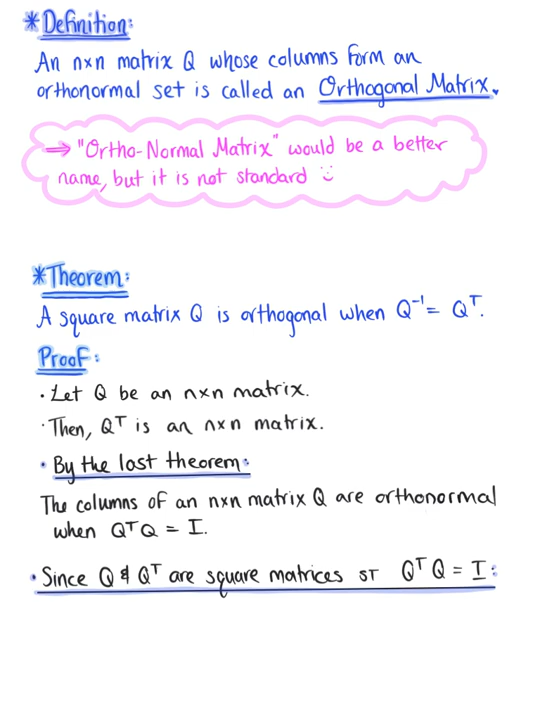 *Definition:
An n×n matrix Q whose columns form an
orthonormal set is called an Orthogonal Matrix.
⟹ "Ortho-Normal Matrix" would be a better
name, but it is not standard :)
*Theorem:
A square matrix Q is orthogonal when Q⁻¹ = Qᵀ.
Proof:
· Let Q be an n×n matrix.
· Then, Qᵀ is an n×n matrix.
· By the last theorem:
The columns of an n×n matrix Q are orthonormal
when QᵀQ = I.
· Since Q & Qᵀ are square matrices ST QᵀQ = I: